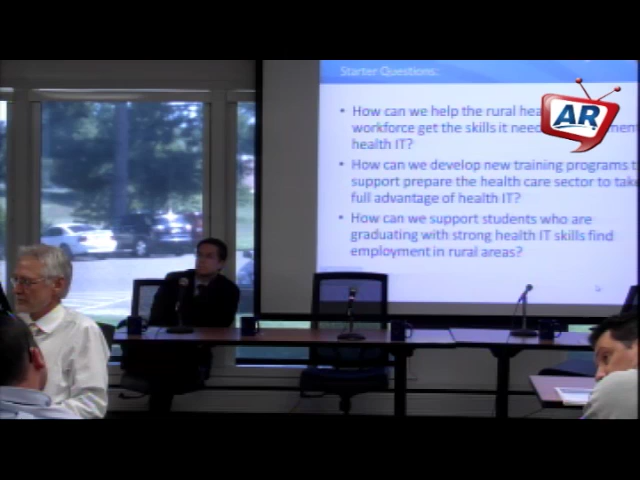 Starter Questions:
AR
• How can we help the rural hea
workforce get the skills it need ment
health IT?
• How can we develop new training programs t
support prepare the health care sector to take
full advantage of health IT?
• How can we support students who are
graduating with strong health IT skills find
employment in rural areas?